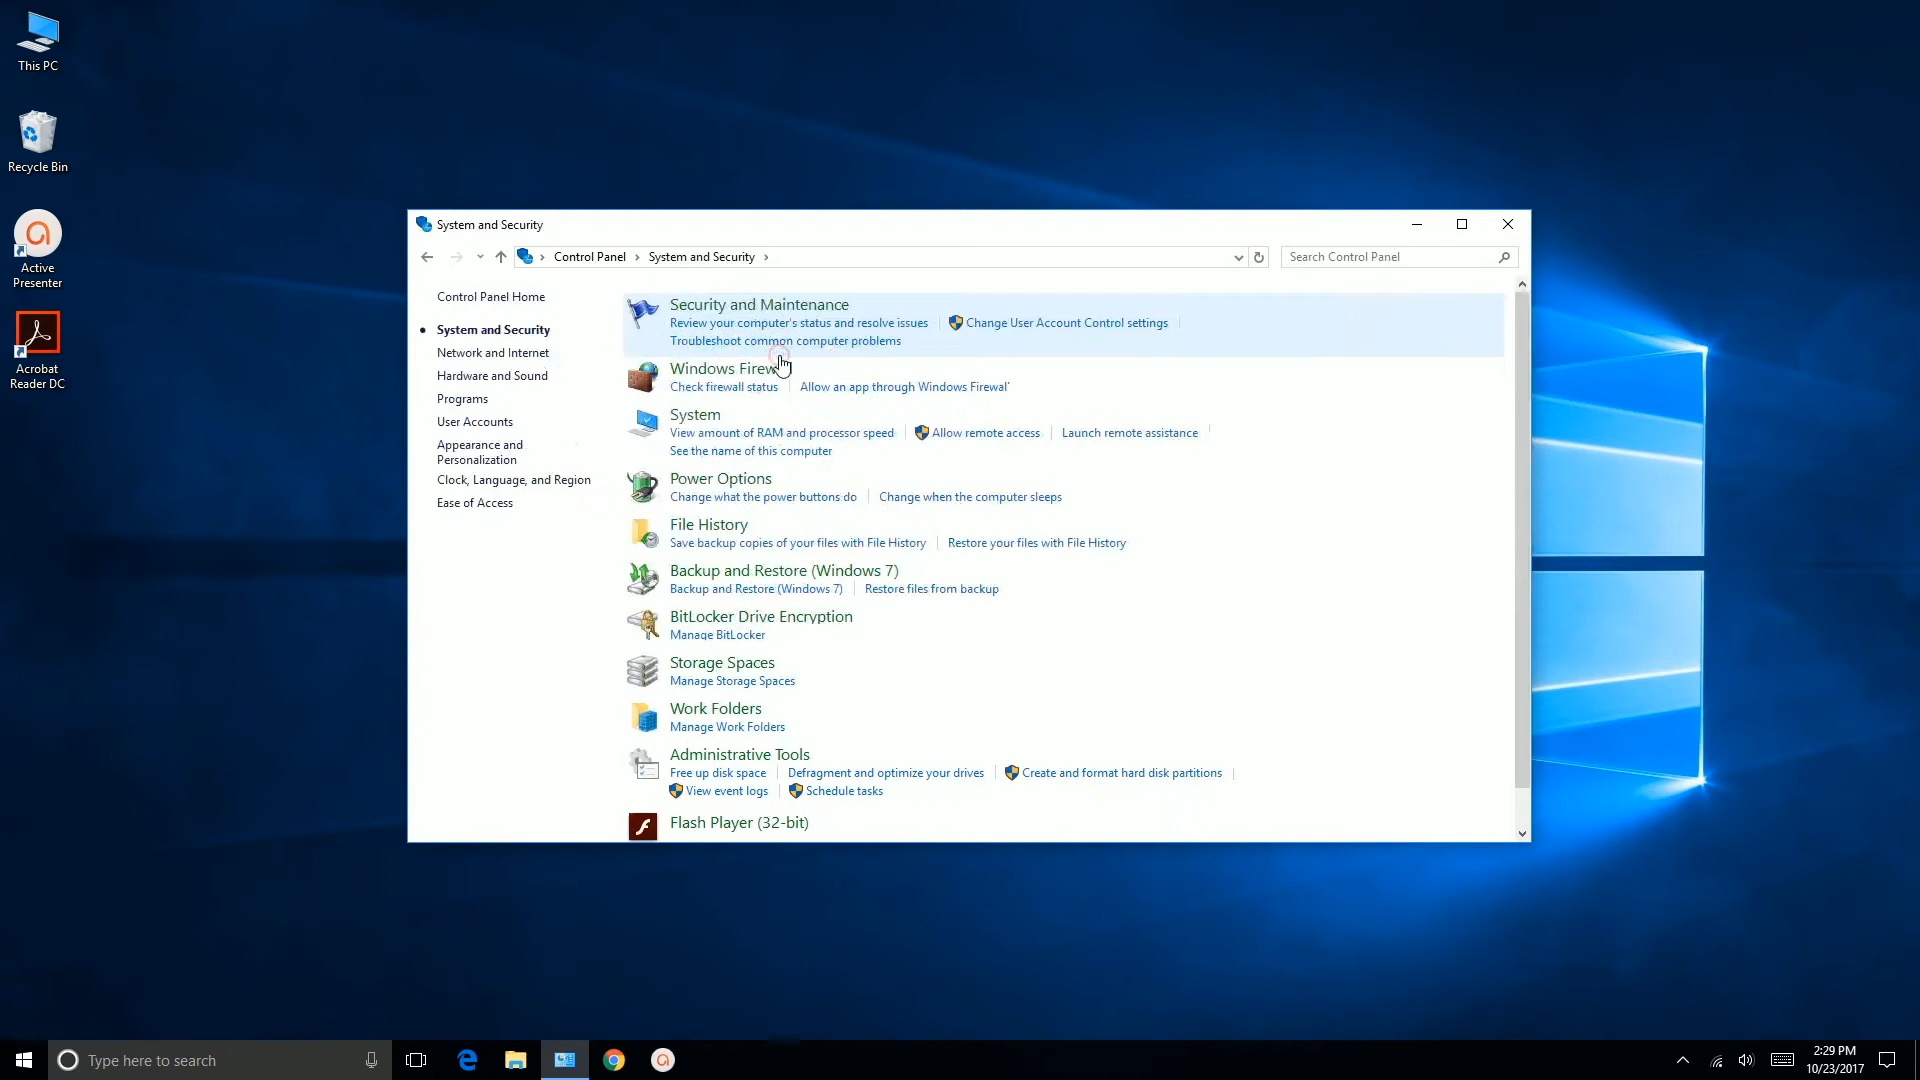 This PC
Recycle Bin
Active
Presenter
Acrobat
Reader DC
System and Security
Control Panel › System and Security ›
Search Control Panel
Control Panel Home
System and Security
Network and Internet
Hardware and Sound
Programs
User Accounts
Appearance and
Personalization
Clock, Language, and Region
Ease of Access
Security and Maintenance
Review your computer's status and resolve issues
Change User Account Control settings
Troubleshoot common computer problems
Windows
Check firewall status
Allow an app through Windows
System
View amount of RAM and processor speed
Allow remote access
Launch remote assistance
See the name of this computer
Power Options
Change what the power buttons do
Change when the computer sleeps
File History
Save backup copies of your files with File History
Restore your files with File History
Backup and Restore (Windows 7)
Backup and Restore (Windows 7)
Restore files from backup
BitLocker Drive Encryption
Manage BitLocker
Storage Spaces
Manage Storage Spaces
Work Folders
Manage Work Folders
Administrative Tools
Free up disk space
Defragment and optimize your drives
Create and format hard disk partitions
View event logs
Schedule tasks
Flash Player (32-bit)
Type here to search
2:29 PM
10/23/2017